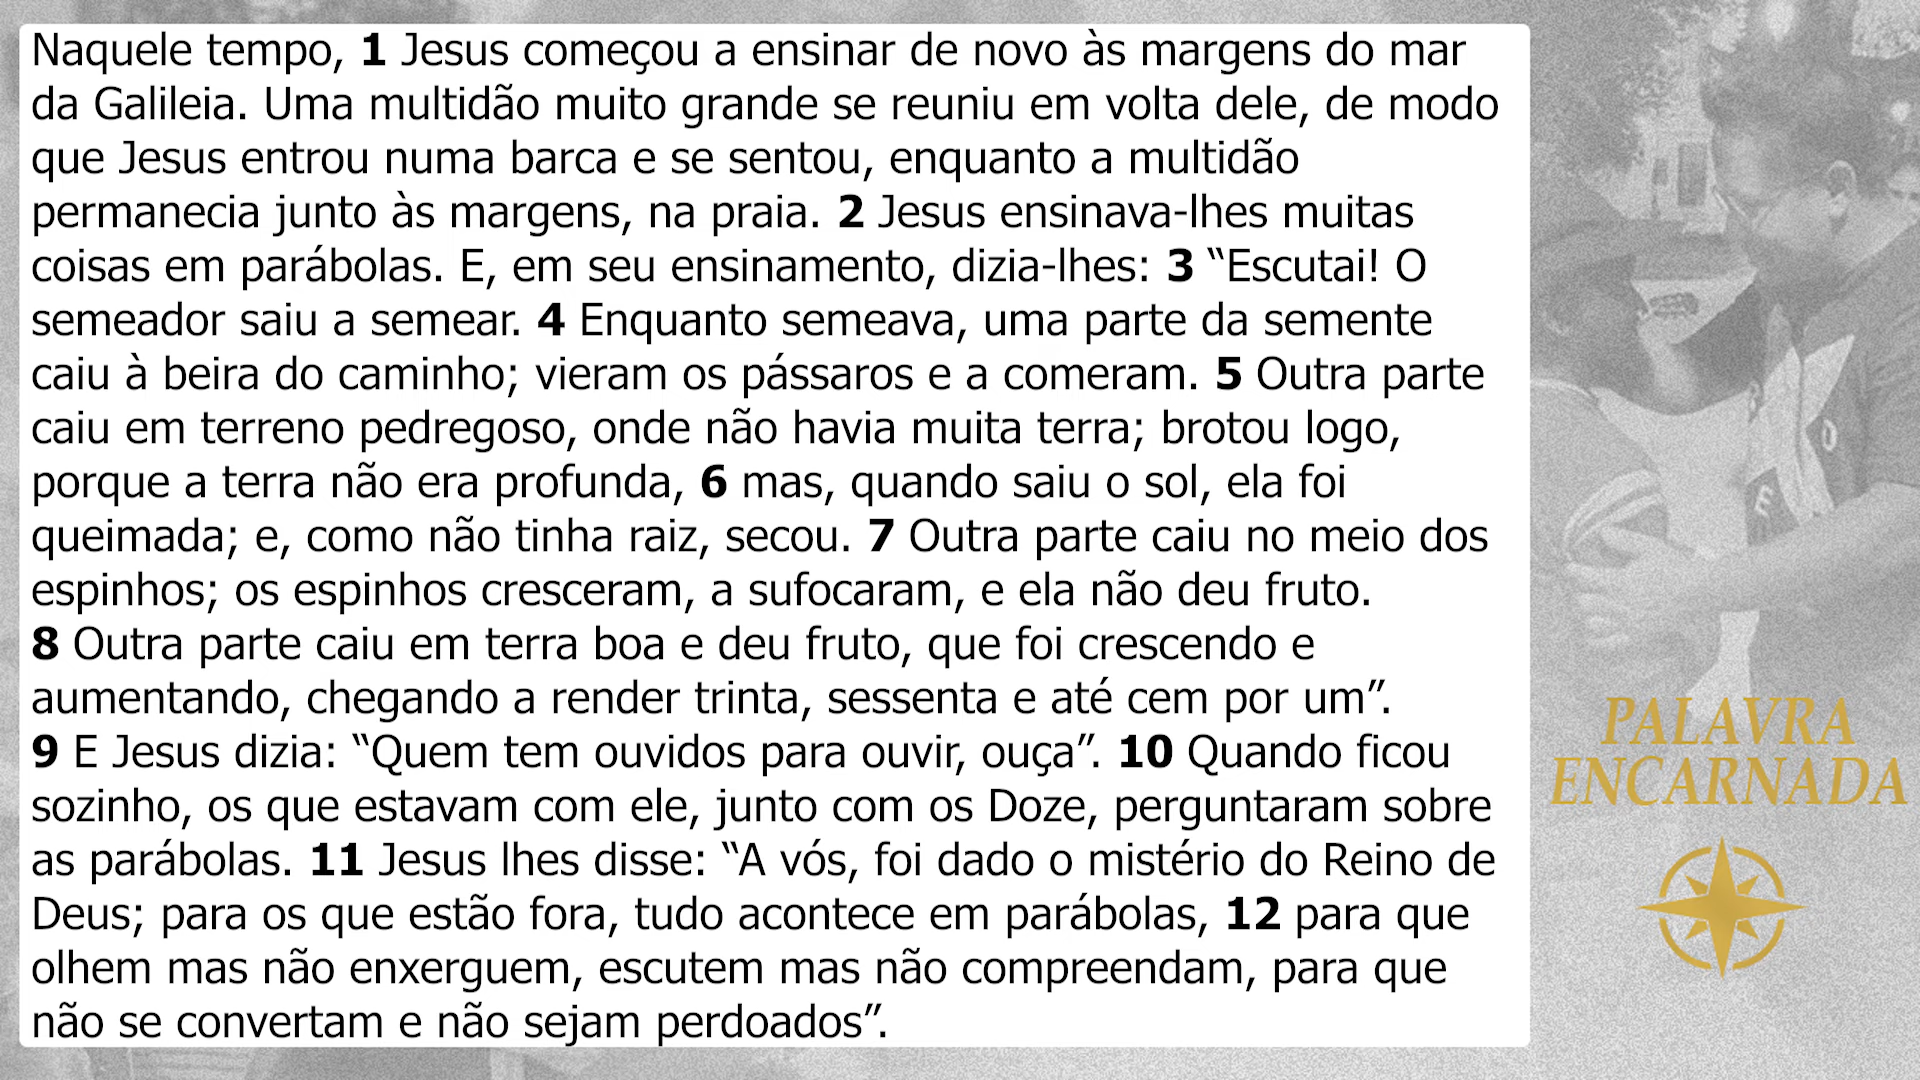 Naquele tempo, 1 Jesus começou a ensinar de novo às margens do mar
da Galileia. Uma multidão muito grande se reuniu em volta dele, de modo
que Jesus entrou numa barca e se sentou, enquanto a multidão
permanecia junto às margens, na praia. 2 Jesus ensinava-lhes muitas
coisas em parábolas. E, em seu ensinamento, dizia-lhes: 3 “Escutai! O
semeador saiu a semear. 4 Enquanto semeava, uma parte da semente
caiu à beira do caminho; vieram os pássaros e a comeram. 5 Outra parte
caiu em terreno pedregoso, onde não havia muita terra; brotou logo,
porque a terra não era profunda, 6 mas, quando saiu o sol, ela foi
queimada; e, como não tinha raiz, secou. 7 Outra parte caiu no meio dos
espinhos; os espinhos cresceram, a sufocaram, e ela não deu fruto.
8 Outra parte caiu em terra boa e deu fruto, que foi crescendo e
aumentando, chegando a render trinta, sessenta e até cem por um”.
9 E Jesus dizia: “Quem tem ouvidos para ouvir, ouça”. 10 Quando ficou
sozinho, os que estavam com ele, junto com os Doze, perguntaram sobre
as parábolas. 11 Jesus lhes disse: “A vós, foi dado o mistério do Reino de
Deus; para os que estão fora, tudo acontece em parábolas, 12 para que
olhem mas não enxerguem, escutem mas não compreendam, para que
não se convertam e não sejam perdoados”.
PALAVRA
ENCARNADA